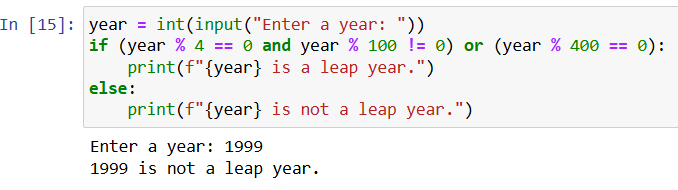 In [15]: year = int(input("Enter a year: "))
if (year % 4 == 0 and year % 100 != 0) or (year % 400 == 0):
    print(f"{year} is a leap year.")
else:
    print(f"{year} is not a leap year.")
Enter a year: 1999
1999 is not a leap year.